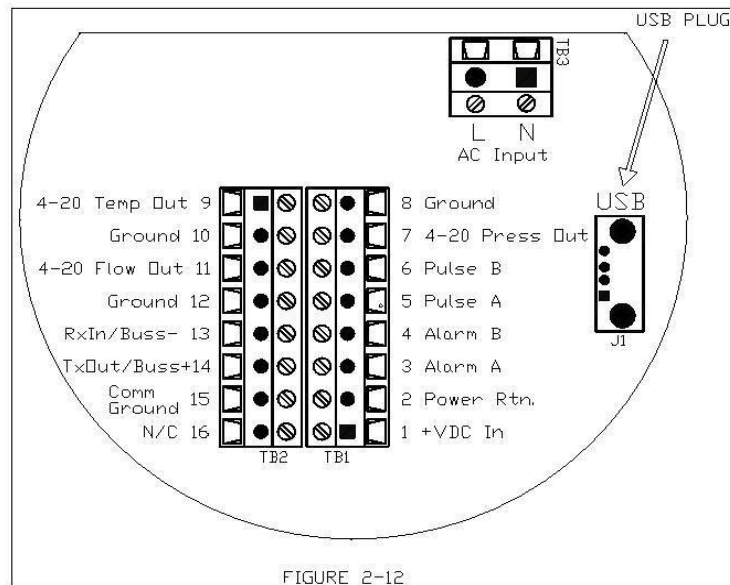 USB PLUG
TB3
L N
AC Input
USB
J1
4-20 Temp Out 9
Ground 10
4-20 Flow Out 11
Ground 12
RxIn/Buss- 13
TxOut/Buss+14
Comm
Ground 15
N/C 16
TB2
8 Ground
7 4-20 Press Out
6 Pulse B
5 Pulse A
4 Alarm B
3 Alarm A
2 Power Rtn.
1 +VDC In
TB1
FIGURE 2-12